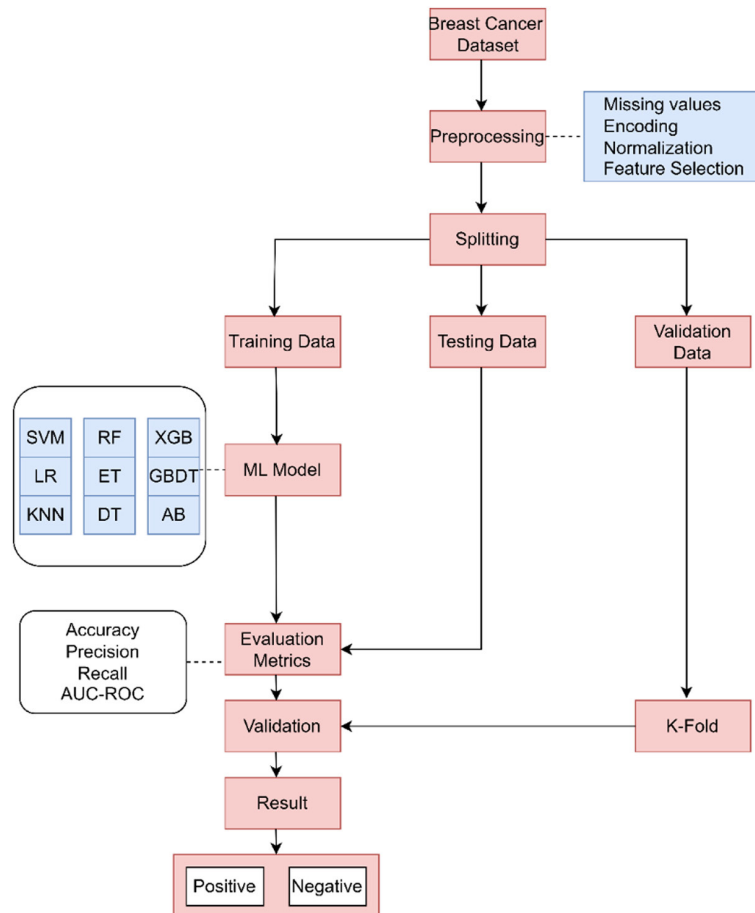 Breast Cancer
Dataset
Preprocessing
Missing values
Encoding
Normalization
Feature Selection
Splitting
Training Data
Testing Data
Validation
Data
SVM
RF
XGB
LR
ET
GBDT
KNN
DT
AB
ML Model
Accuracy
Precision
Recall
AUC-ROC
Evaluation
Metrics
Validation
K-Fold
Result
Positive
Negative